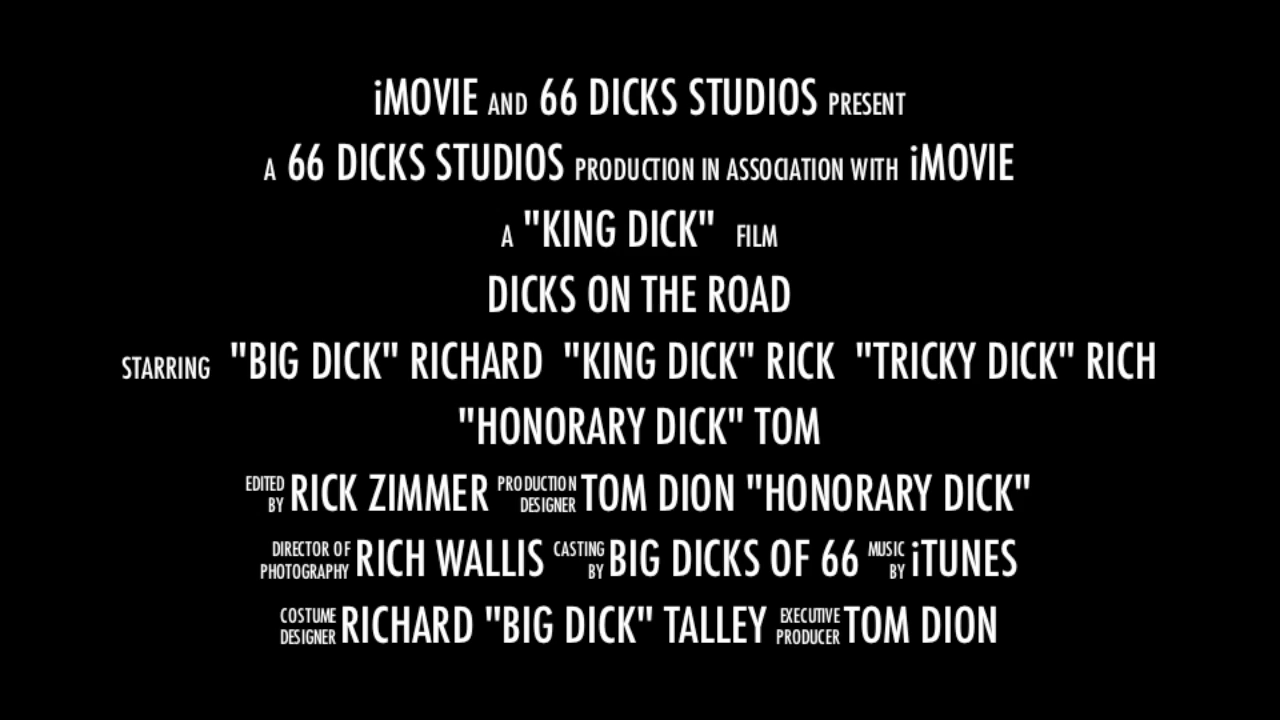 iMOVIE AND 66 DICKS STUDIOS PRESENT
A 66 DICKS STUDIOS PRODUCTION IN ASSOCIATION WITH iMOVIE
A "KING DICK" FILM
DICKS ON THE ROAD
STARRING "BIG DICK" RICHARD "KING DICK" RICK "TRICKY DICK" RICH
"HONORARY DICK" TOM
EDITED BY RICK ZIMMER PRODUCTION DESIGNER TOM DION "HONORARY DICK"
DIRECTOR OF PHOTOGRAPHY RICH WALLIS CASTING BY BIG DICKS OF 66 MUSIC BY iTUNES
COSTUME DESIGNER RICHARD "BIG DICK" TALLEY EXECUTIVE PRODUCER TOM DION